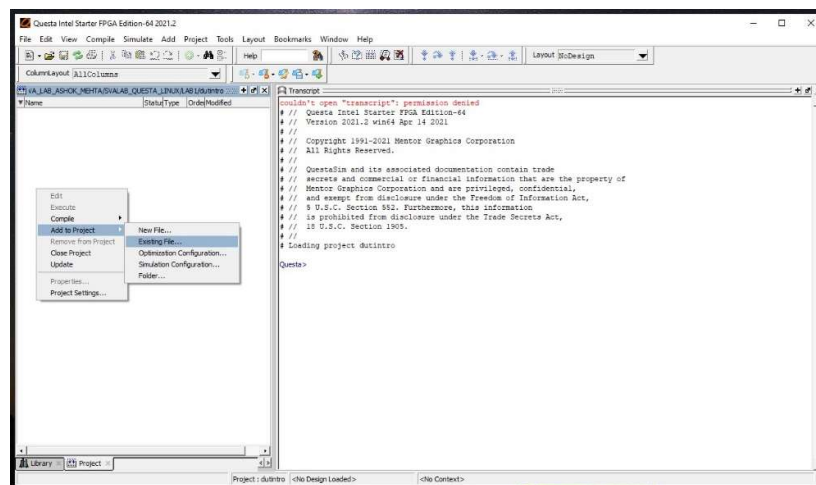 Questa Intel Starter FPGA Edition-64 2021.2
File Edit View Compile Simulate Add Project Tools Layout Bookmarks Window Help
Help
Layout NoDesign
ColumnLayout AllColumns
VA_LAB_ASHOK_MEHTA/SVALAB_QUESTA_LINUX/LAB1/dutintro
Name Statu Type Orde Modified
Edit
Execute
Compile
Add to Project
Remove from Project
Close Project
Update
Properties...
Project Settings...
New File...
Existing File...
Optimization Configuration...
Simulation Configuration...
Folder...
Library
Project
Transcript
couldn't open "transcript": permission denied
# // Questa Intel Starter FPGA Edition-64
# // Version 2021.2 win64 Apr 14 2021
# //
# // Copyright 1991-2021 Mentor Graphics Corporation
# // All Rights Reserved.
# //
# // QuestaSim and its associated documentation contain trade
# // secrets and commercial or financial information that are the property of
# // Mentor Graphics Corporation and are privileged, confidential,
# // and exempt from disclosure under the Freedom of Information Act,
# // 5 U.S.C. Section 552. Furthermore, this information
# // is prohibited from disclosure under the Trade Secrets Act,
# // 18 U.S.C. Section 1905.
# //
# Loading project dutintro
Questa>
Project : dutintro <No Design Loaded> <No Context>